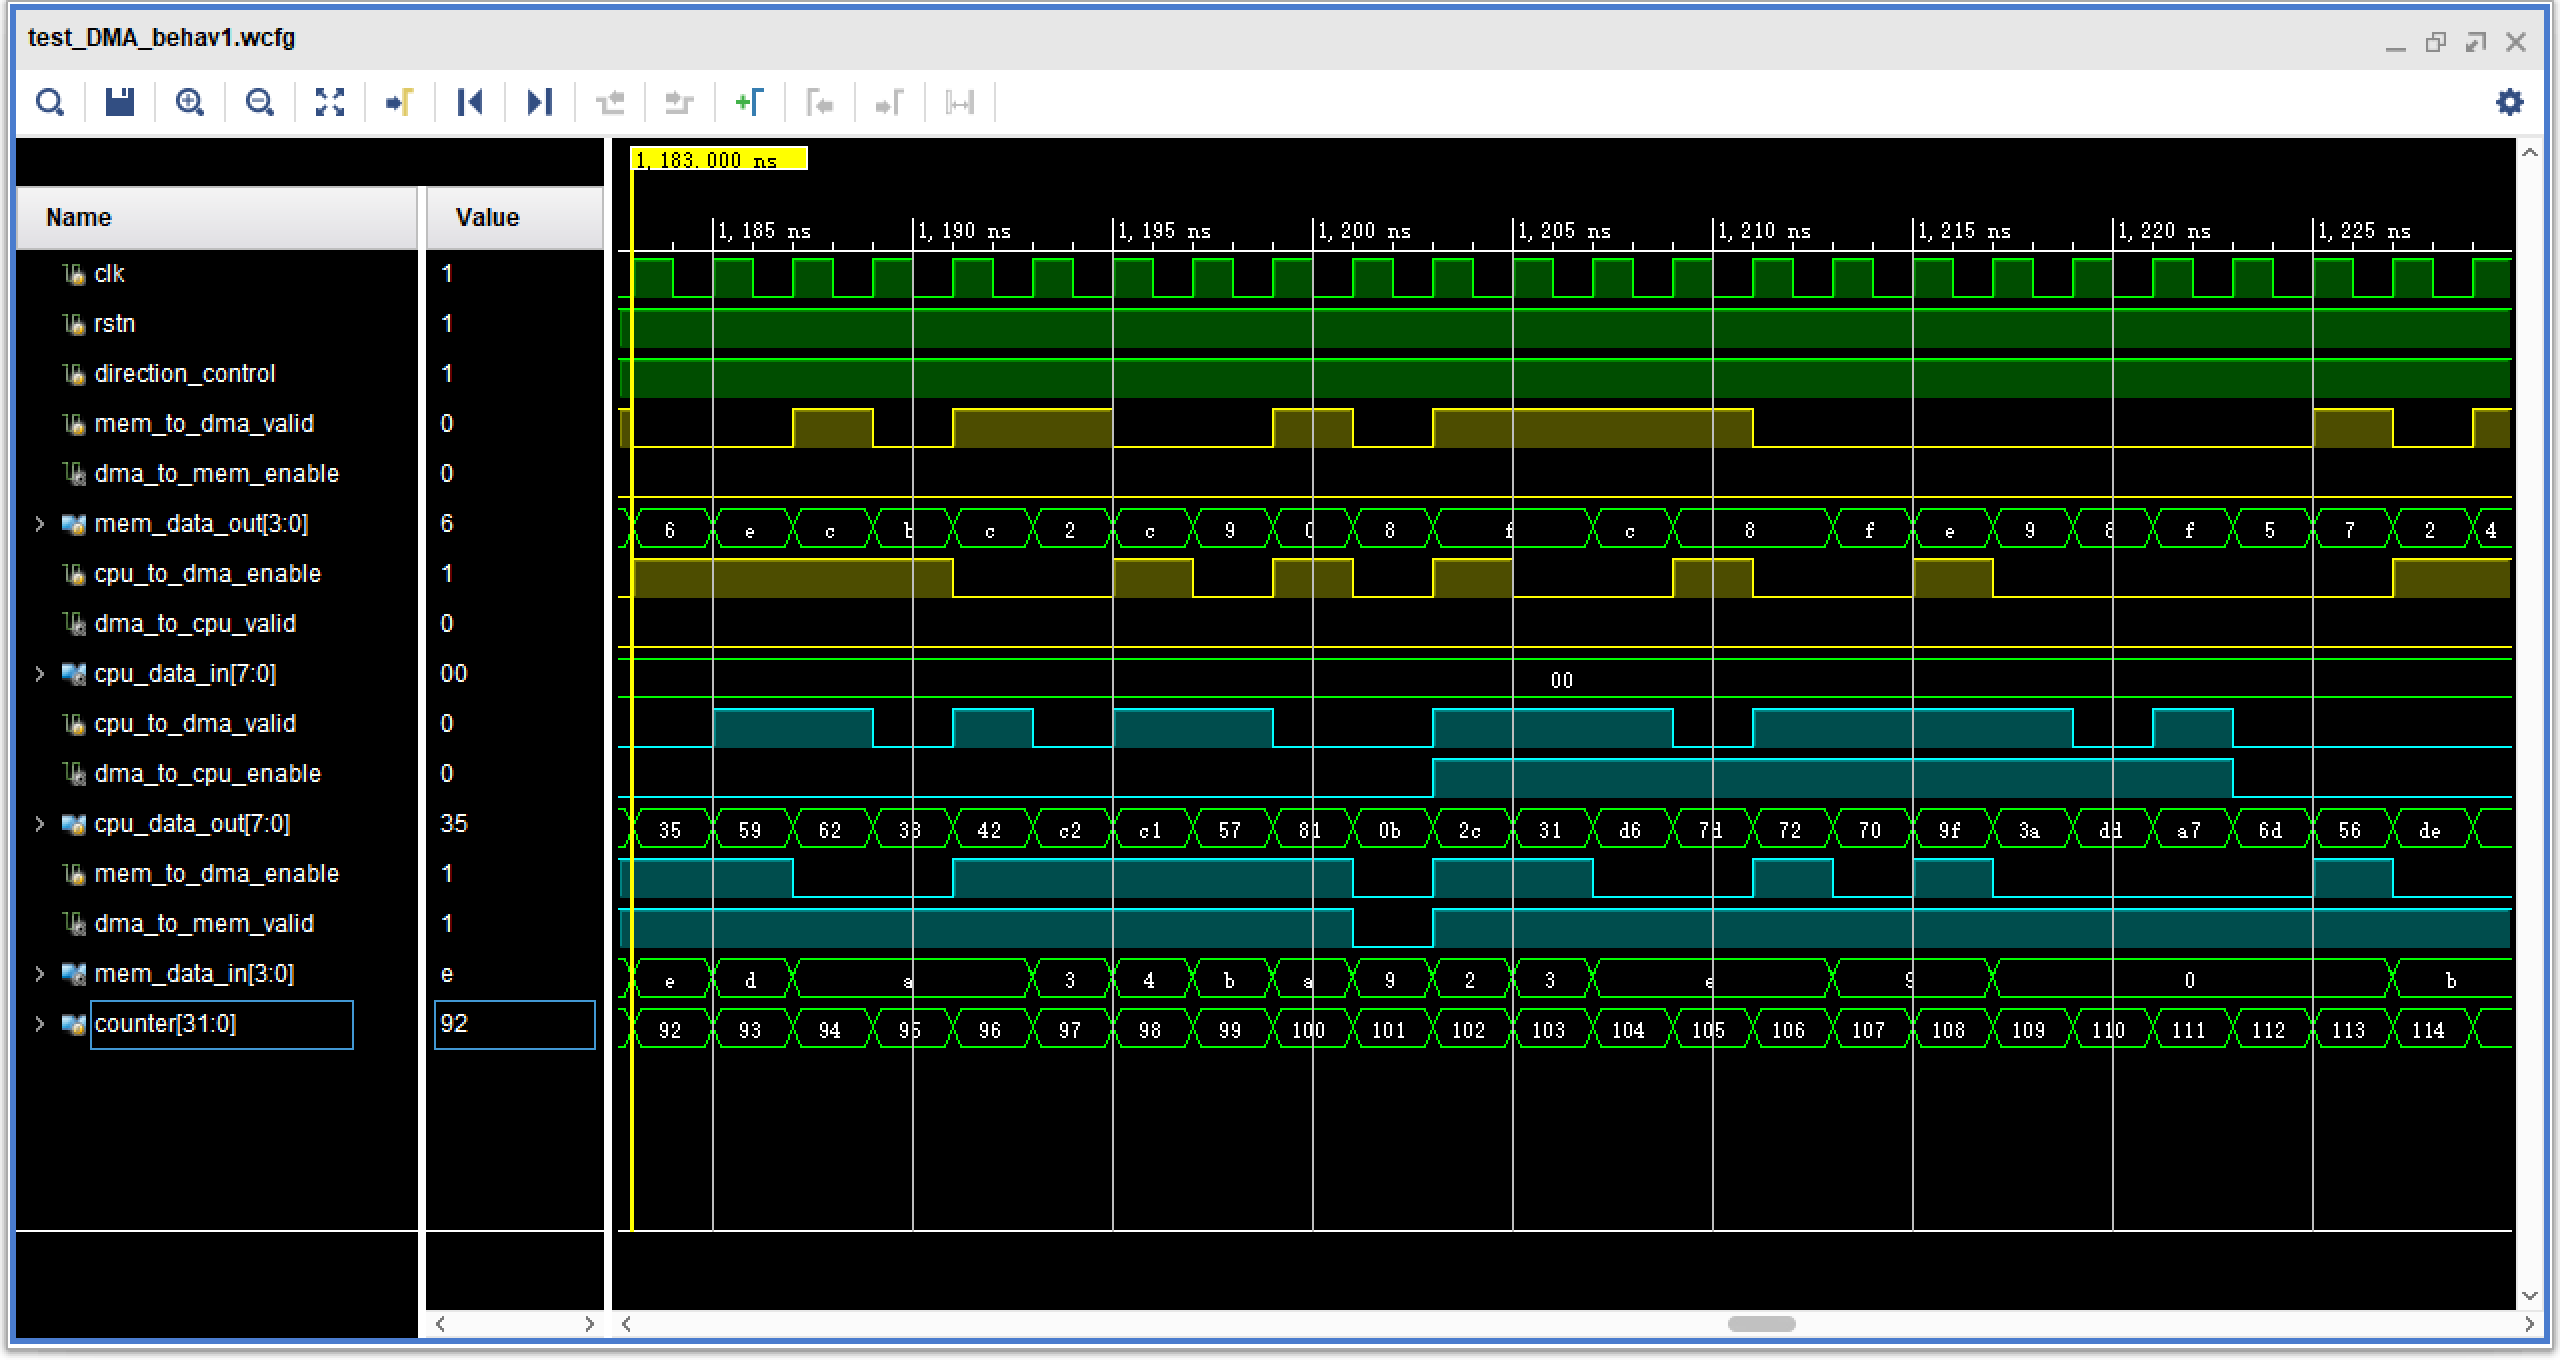 test_DMA_behav1.wcfg
1,183.000 ns
Name Value
1,185 ns 1,190 ns 1,195 ns 1,200 ns 1,205 ns 1,210 ns 1,215 ns 1,220 ns 1,225 ns
clk 1
rstn 1
direction_control 1
mem_to_dma_valid 0
dma_to_mem_enable 0
mem_data_out[3:0] 6 6 e c b c 2 c 9 0 8 f c 8 f e 9 8 f 5 7 2 4
cpu_to_dma_enable 1
dma_to_cpu_valid 0
cpu_data_in[7:0] 00 00
cpu_to_dma_valid 0
dma_to_cpu_enable 0
cpu_data_out[7:0] 35 35 59 62 33 42 c2 c1 57 81 0b 2c 31 d6 7d 72 70 9f 3a dd a7 6d 56 de
mem_to_dma_enable 1
dma_to_mem_valid 1
mem_data_in[3:0] e e d a 3 4 b a 9 2 3 e 9 0 b
counter[31:0] 92 92 93 94 95 96 97 98 99 100 101 102 103 104 105 106 107 108 109 110 111 112 113 114